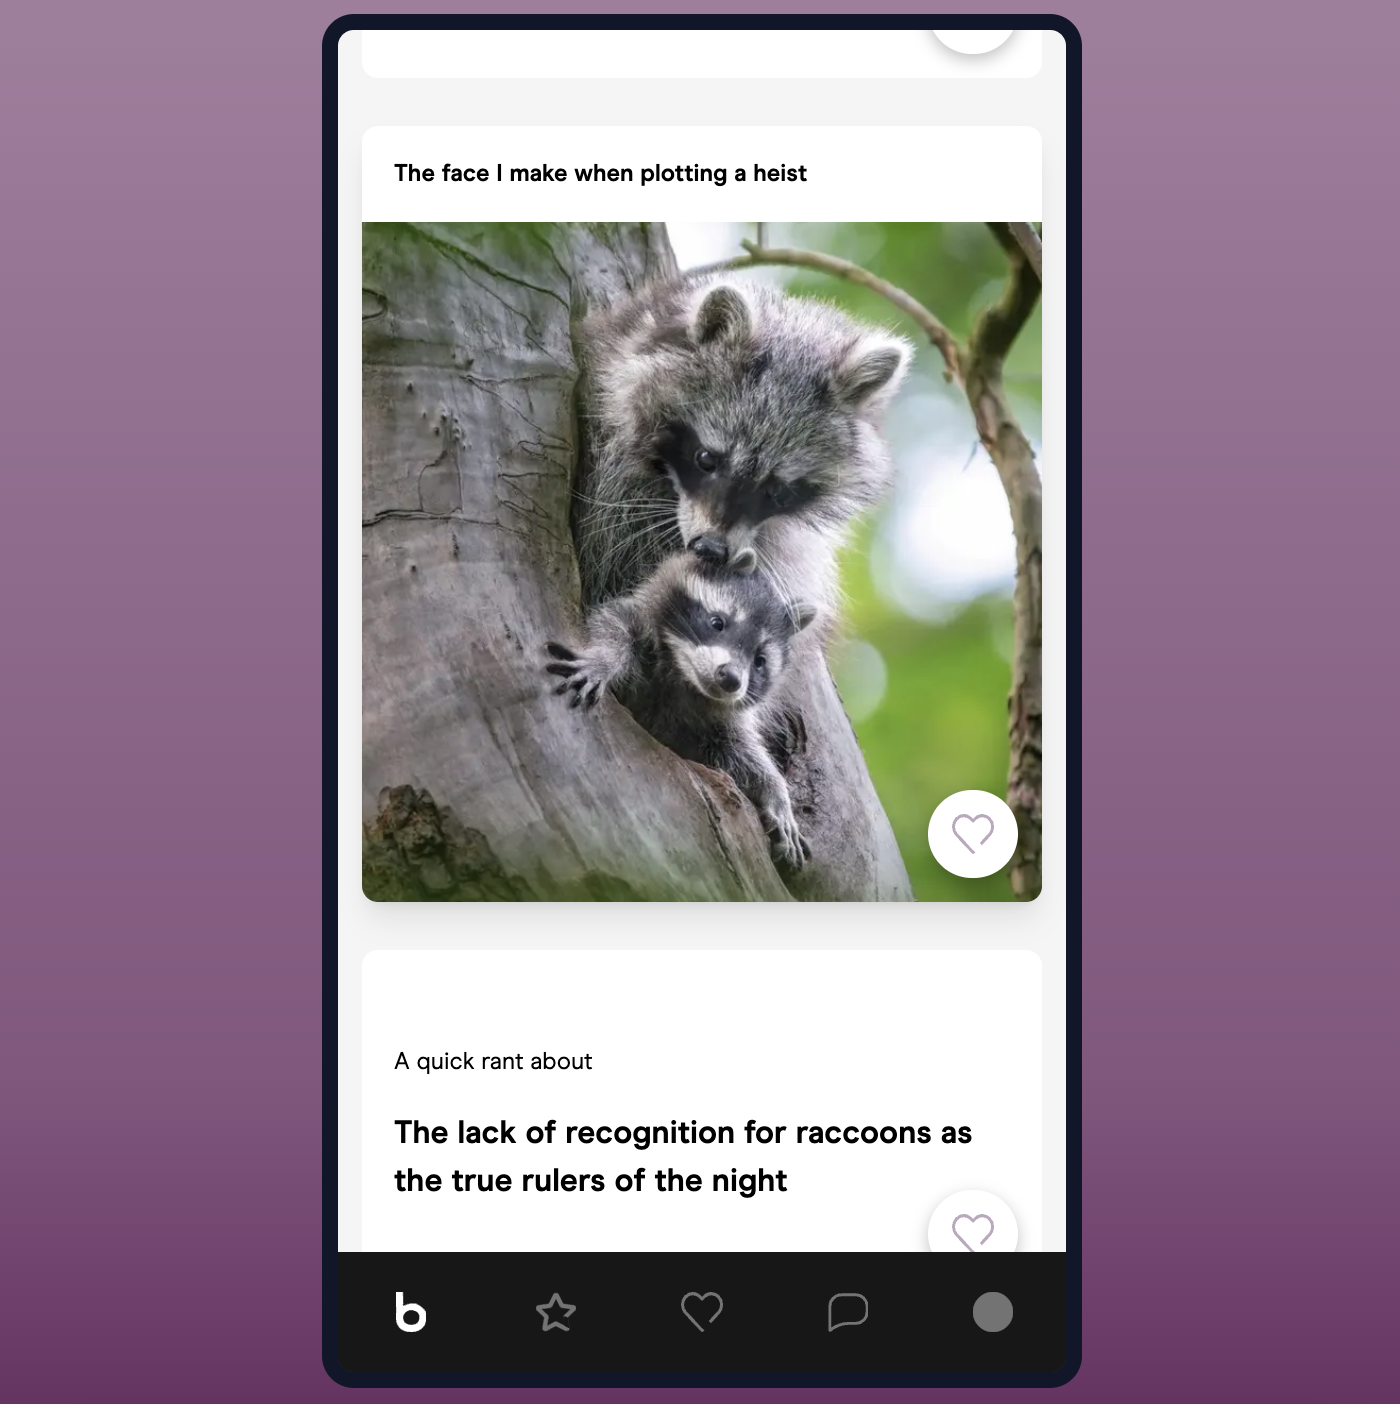 The face I make when plotting a heist
A quick rant about
The lack of recognition for raccoons as
the true rulers of the night
b